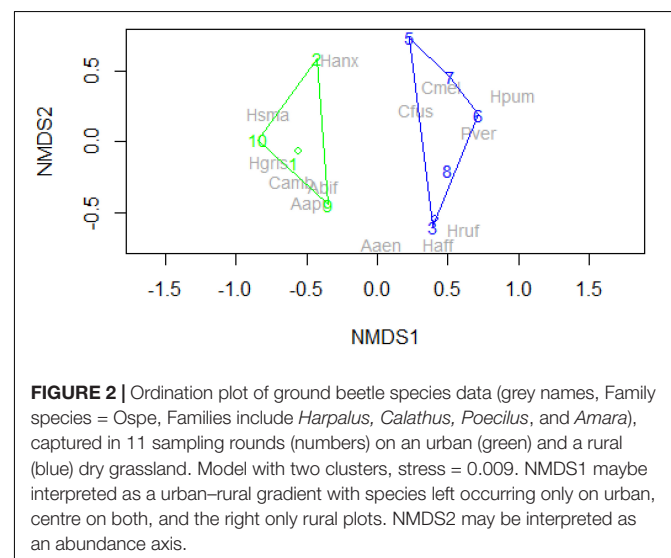 0.5
0.0
-0.5
NMDS2
5
2
Hanx
7
Cmel
Hpum
Cfus
6
Hsma
Pver
10
Hgris
1
8
Camb
Abif
Aap
3
Hruf
Aaen
Haff
-1.5
-1.0
-0.5
0.0
0.5
1.0
1.5
NMDS1
FIGURE 2 | Ordination plot of ground beetle species data (grey names, Family
species = Ospe, Families include Harpalus, Calathus, Poecilus, and Amara),
captured in 11 sampling rounds (numbers) on an urban (green) and a rural
(blue) dry grassland. Model with two clusters, stress = 0.009. NMDS1 maybe
interpreted as a urban–rural gradient with species left occurring only on urban,
centre on both, and the right only rural plots. NMDS2 may be interpreted as
an abundance axis.